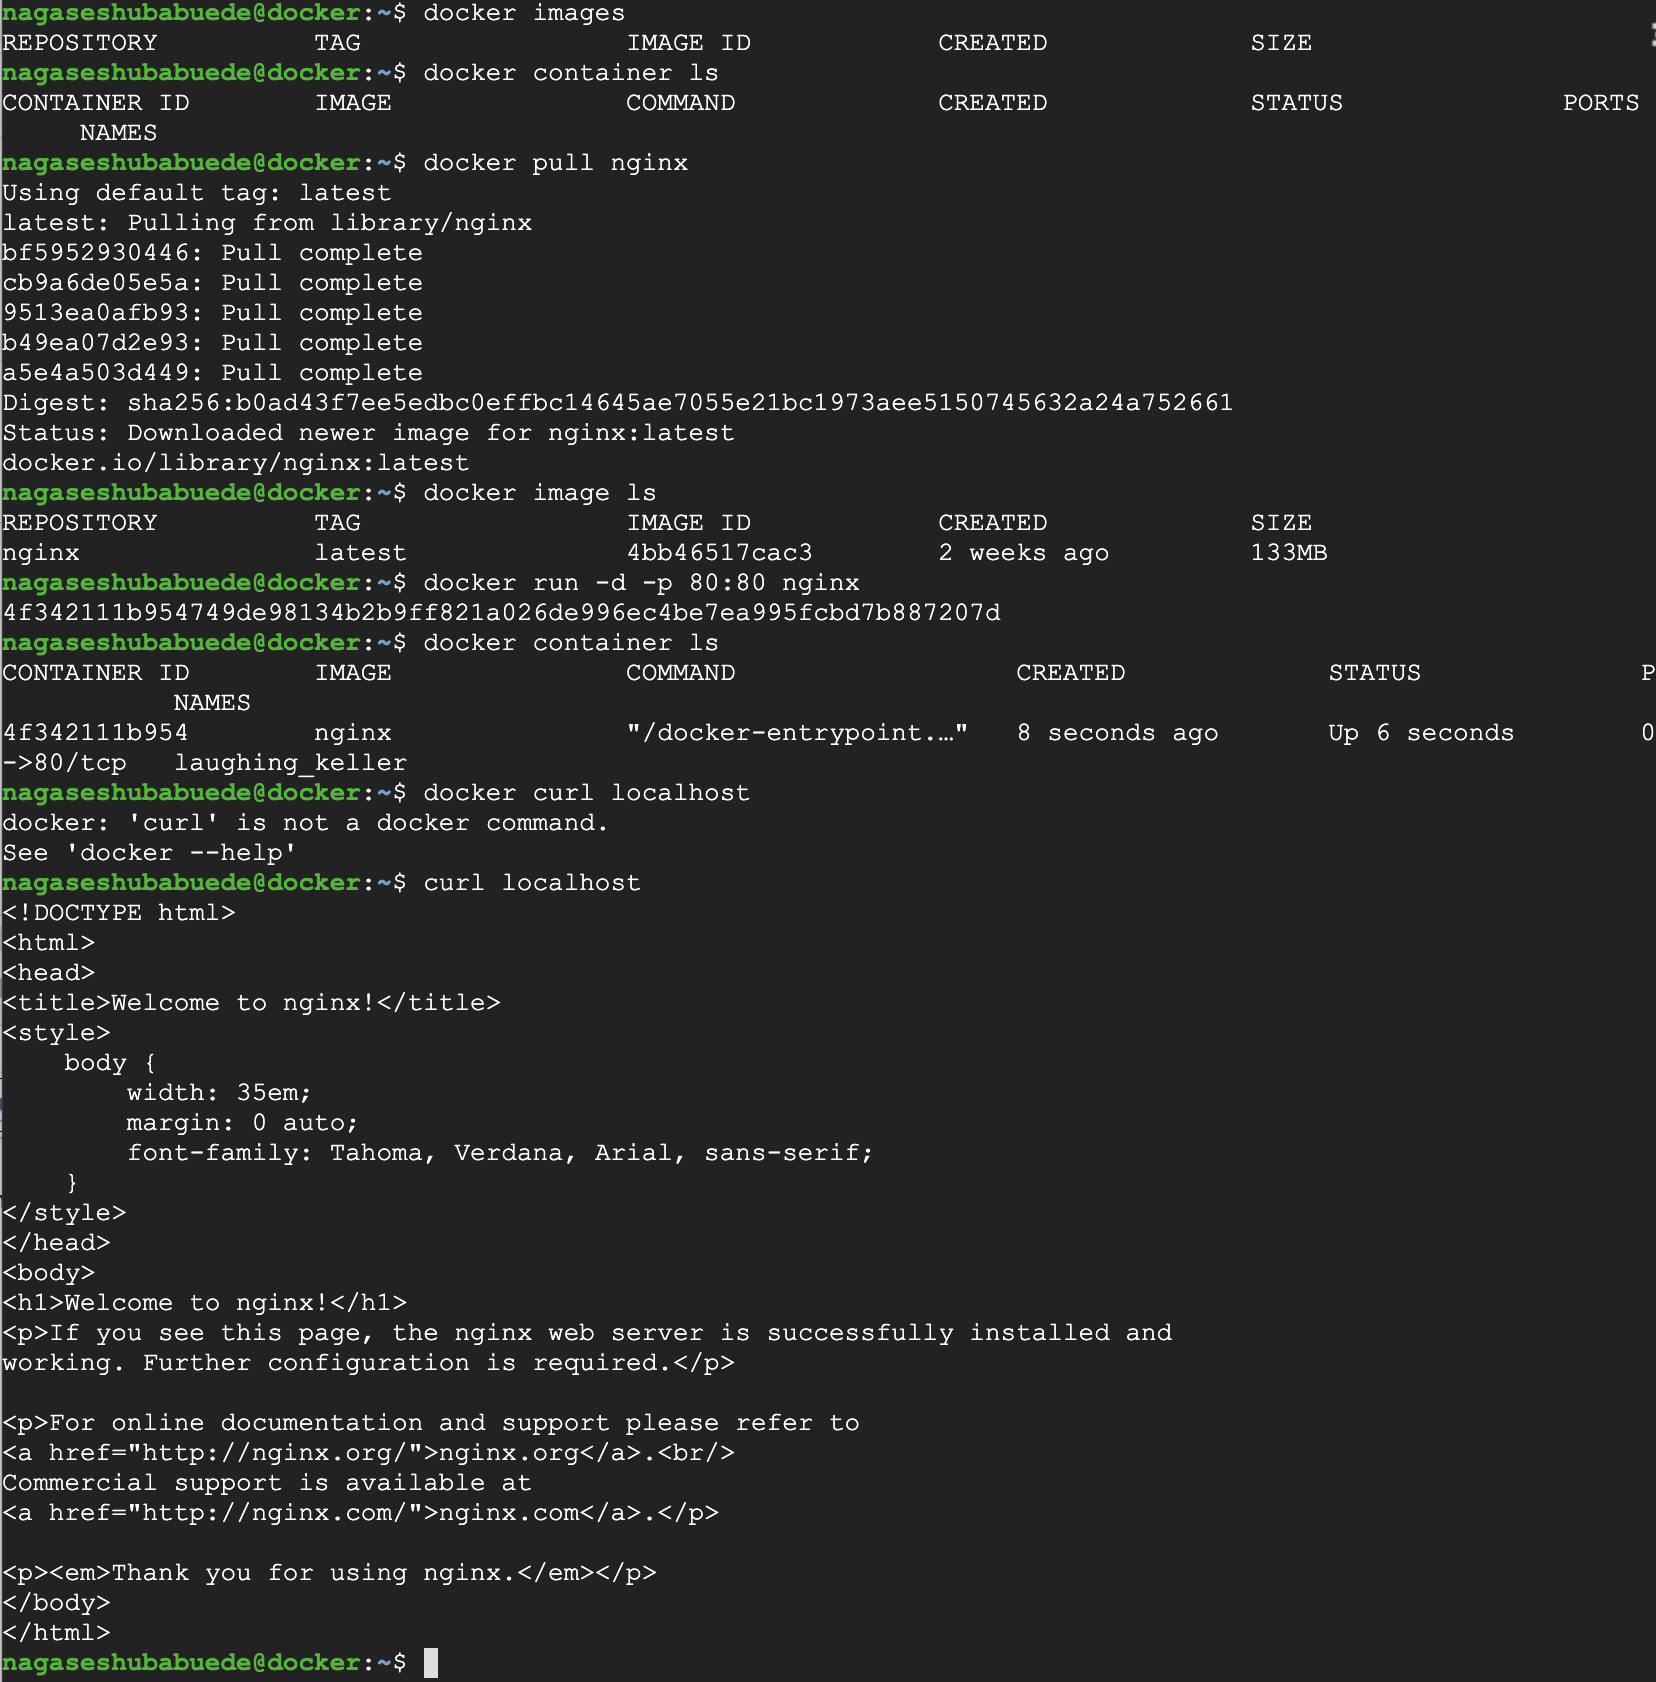 nagaseshubabuede@docker:~$ docker images
REPOSITORY          TAG                 IMAGE ID            CREATED             SIZE
nagaseshubabuede@docker:~$ docker container ls
CONTAINER ID        IMAGE               COMMAND             CREATED             STATUS              PORTS
     NAMES
nagaseshubabuede@docker:~$ docker pull nginx
Using default tag: latest
latest: Pulling from library/nginx
bf5952930446: Pull complete
cb9a6de05e5a: Pull complete
9513ea0afb93: Pull complete
b49ea07d2e93: Pull complete
a5e4a503d449: Pull complete
Digest: sha256:b0ad43f7ee5edbc0effbc14645ae7055e21bc1973aee5150745632a24a752661
Status: Downloaded newer image for nginx:latest
docker.io/library/nginx:latest
nagaseshubabuede@docker:~$ docker image ls
REPOSITORY          TAG                 IMAGE ID            CREATED             SIZE
nginx               latest              4bb46517cac3        2 weeks ago         133MB
nagaseshubabuede@docker:~$ docker run -d -p 80:80 nginx
4f342111b954749de98134b2b9ff821a026de996ec4be7ea995fcbd7b887207d
nagaseshubabuede@docker:~$ docker container ls
CONTAINER ID        IMAGE               COMMAND                  CREATED             STATUS              P
           NAMES
4f342111b954        nginx               "/docker-entrypoint.…"   8 seconds ago       Up 6 seconds        0
->80/tcp   laughing_keller
nagaseshubabuede@docker:~$ docker curl localhost
docker: 'curl' is not a docker command.
See 'docker --help'
nagaseshubabuede@docker:~$ curl localhost
<!DOCTYPE html>
<html>
<head>
<title>Welcome to nginx!</title>
<style>
    body {
        width: 35em;
        margin: 0 auto;
        font-family: Tahoma, Verdana, Arial, sans-serif;
    }
</style>
</head>
<body>
<h1>Welcome to nginx!</h1>
<p>If you see this page, the nginx web server is successfully installed and
working. Further configuration is required.</p>

<p>For online documentation and support please refer to
<a href="http://nginx.org/">nginx.org</a>.<br/>
Commercial support is available at
<a href="http://nginx.com/">nginx.com</a>.</p>

<p><em>Thank you for using nginx.</em></p>
</body>
</html>
nagaseshubabuede@docker:~$